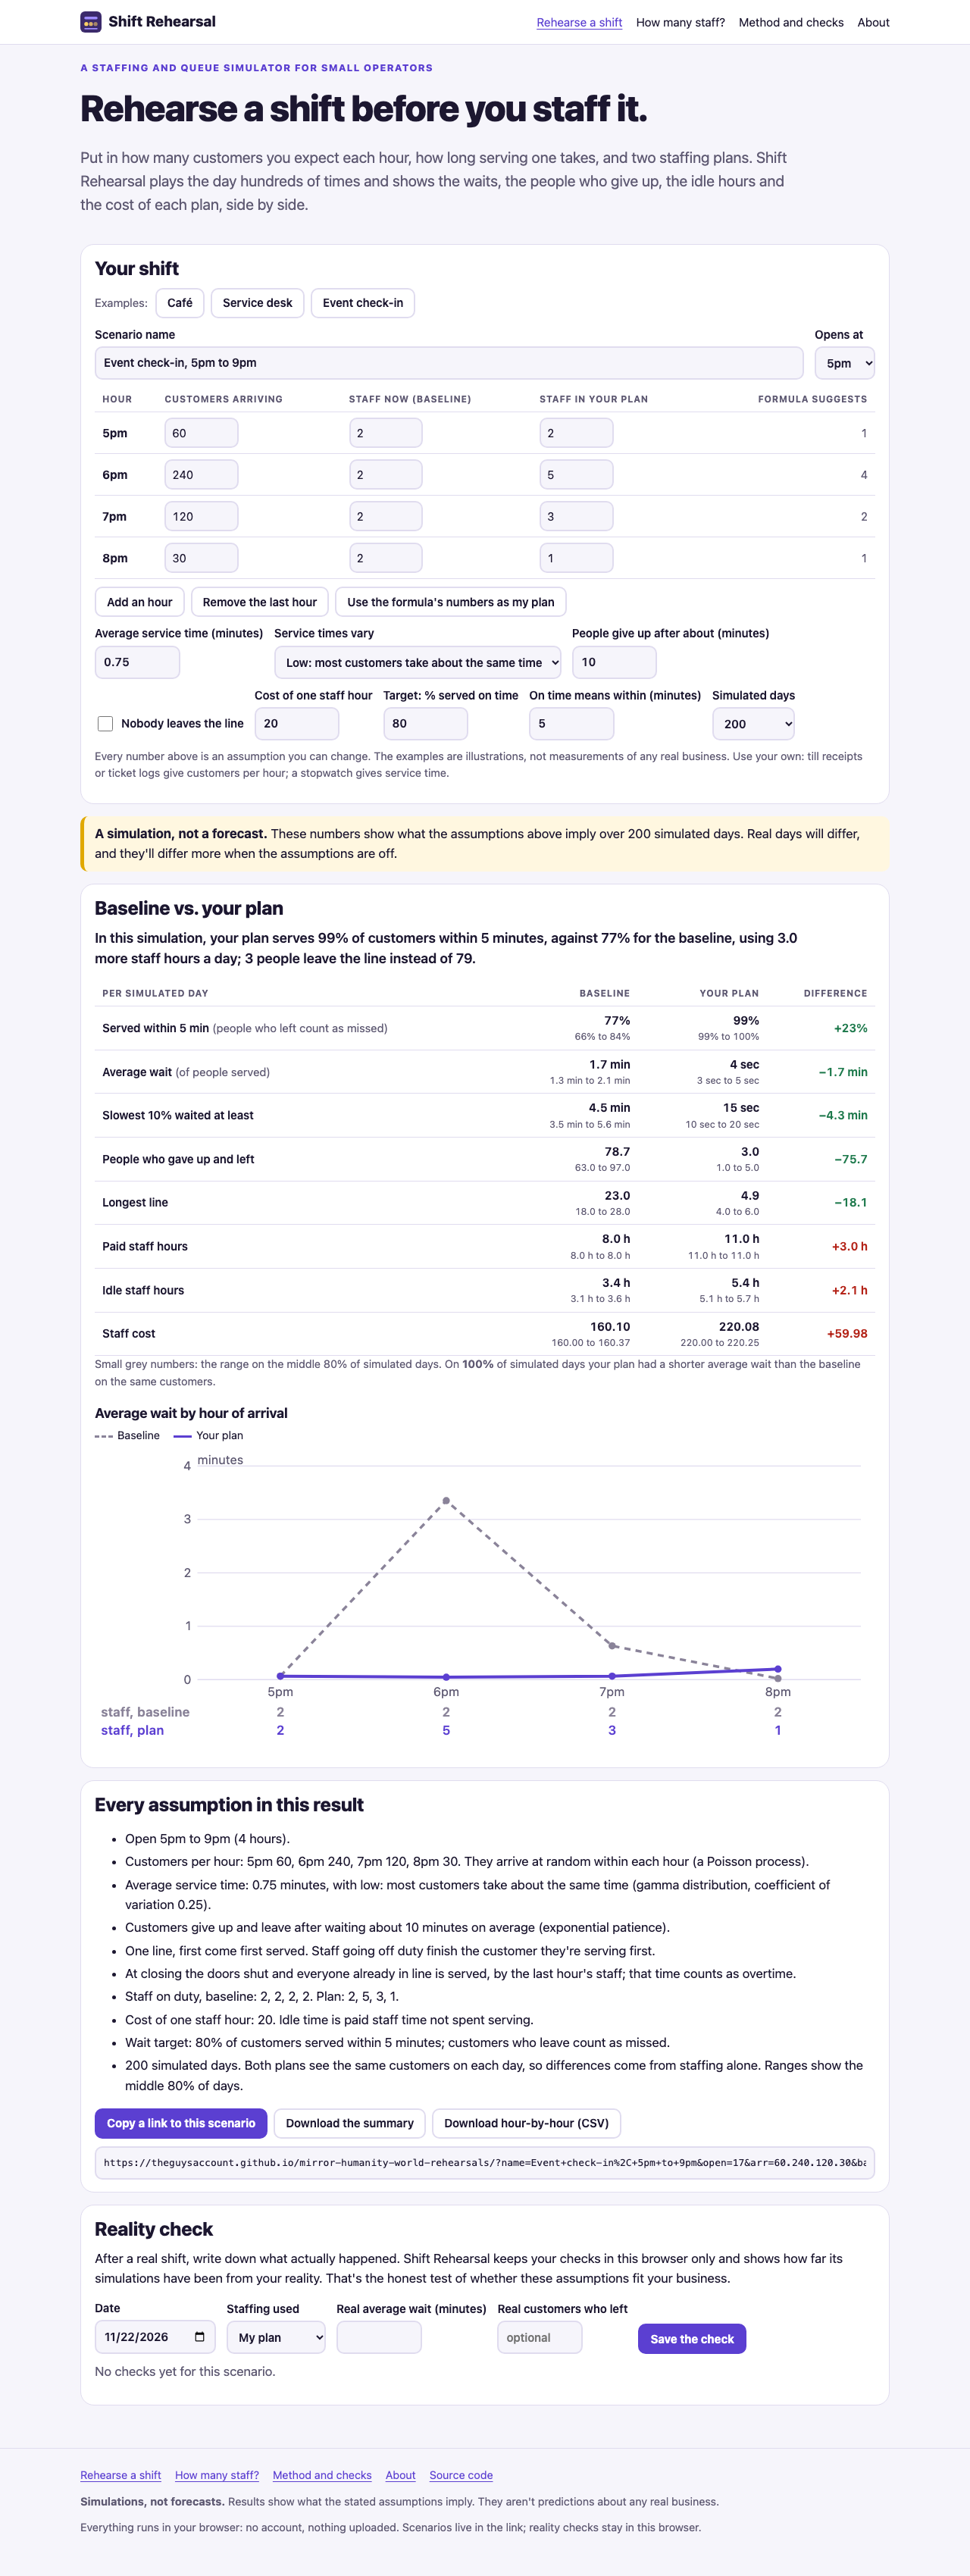 Shift Rehearsal
Rehearse a shift How many staff? Method and checks About
A STAFFING AND QUEUE SIMULATOR FOR SMALL OPERATORS
Rehearse a shift before you staff it.
Put in how many customers you expect each hour, how long serving one takes, and two staffing plans. Shift
Rehearsal plays the day hundreds of times and shows the waits, the people who give up, the idle hours and
the cost of each plan, side by side.
Your shift
Examples: Café Service desk Event check-in
Scenario name Opens at
Event check-in, 5pm to 9pm 5pm
HOUR CUSTOMERS ARRIVING STAFF NOW (BASELINE) STAFF IN YOUR PLAN FORMULA SUGGESTS
5pm 60 2 2 1
6pm 240 2 5 4
7pm 120 2 3 2
8pm 30 2 1 1
Add an hour Remove the last hour Use the formula's numbers as my plan
Average service time (minutes) Service times vary People give up after about (minutes)
0.75 Low: most customers take about the same time 10
Cost of one staff hour Target: % served on time On time means within (minutes) Simulated days
Nobody leaves the line 20 80 5 200
Every number above is an assumption you can change. The examples are illustrations, not measurements of any real business. Use your own: till receipts
or ticket logs give customers per hour; a stopwatch gives service time.
A simulation, not a forecast. These numbers show what the assumptions above imply over 200 simulated days. Real days will differ,
and they'll differ more when the assumptions are off.
Baseline vs. your plan
In this simulation, your plan serves 99% of customers within 5 minutes, against 77% for the baseline, using 3.0
more staff hours a day; 3 people leave the line instead of 79.
PER SIMULATED DAY BASELINE YOUR PLAN DIFFERENCE
Served within 5 min (people who left count as missed) 77% 99% +23%
66% to 84% 99% to 100%
Average wait (of people served) 1.7 min 4 sec −1.7 min
1.3 min to 2.1 min 3 sec to 5 sec
Slowest 10% waited at least 4.5 min 15 sec −4.3 min
3.5 min to 5.6 min 10 sec to 20 sec
People who gave up and left 78.7 3.0 −75.7
63.0 to 97.0 1.0 to 5.0
Longest line 23.0 4.9 −18.1
18.0 to 28.0 4.0 to 6.0
Paid staff hours 8.0 h 11.0 h +3.0 h
8.0 h to 8.0 h 11.0 h to 11.0 h
Idle staff hours 3.4 h 5.4 h +2.1 h
3.1 h to 3.6 h 5.1 h to 5.7 h
Staff cost 160.10 220.08 +59.98
160.00 to 160.37 220.00 to 220.25
Small grey numbers: the range on the middle 80% of simulated days. On 100% of simulated days your plan had a shorter average wait than the baseline
on the same customers.
Average wait by hour of arrival
Baseline Your plan
minutes
4
3
2
1
0
5pm 6pm 7pm 8pm
staff, baseline 2 2 2 2
staff, plan 2 5 3 1
Every assumption in this result
• Open 5pm to 9pm (4 hours).
• Customers per hour: 5pm 60, 6pm 240, 7pm 120, 8pm 30. They arrive at random within each hour (a Poisson process).
• Average service time: 0.75 minutes, with low: most customers take about the same time (gamma distribution, coefficient of
variation 0.25).
• Customers give up and leave after waiting about 10 minutes on average (exponential patience).
• One line, first come first served. Staff going off duty finish the customer they're serving first.
• At closing the doors shut and everyone already in line is served, by the last hour's staff; that time counts as overtime.
• Staff on duty, baseline: 2, 2, 2, 2. Plan: 2, 5, 3, 1.
• Cost of one staff hour: 20. Idle time is paid staff time not spent serving.
• Wait target: 80% of customers served within 5 minutes; customers who leave count as missed.
• 200 simulated days. Both plans see the same customers on each day, so differences come from staffing alone. Ranges show the
middle 80% of days.
Copy a link to this scenario Download the summary Download hour-by-hour (CSV)
https://theguysaccount.github.io/mirror-humanity-world-rehearsals/?name=Event+check-in%2C+5pm+to+9pm&open=17&arr=60.240.120.30&ba
Reality check
After a real shift, write down what actually happened. Shift Rehearsal keeps your checks in this browser only and shows how far its
simulations have been from your reality. That's the honest test of whether these assumptions fit your business.
Date Staffing used Real average wait (minutes) Real customers who left
11/22/2026 My plan optional Save the check
No checks yet for this scenario.
Rehearse a shift How many staff? Method and checks About Source code
Simulations, not forecasts. Results show what the stated assumptions imply. They aren't predictions about any real business.
Everything runs in your browser: no account, nothing uploaded. Scenarios live in the link; reality checks stay in this browser.